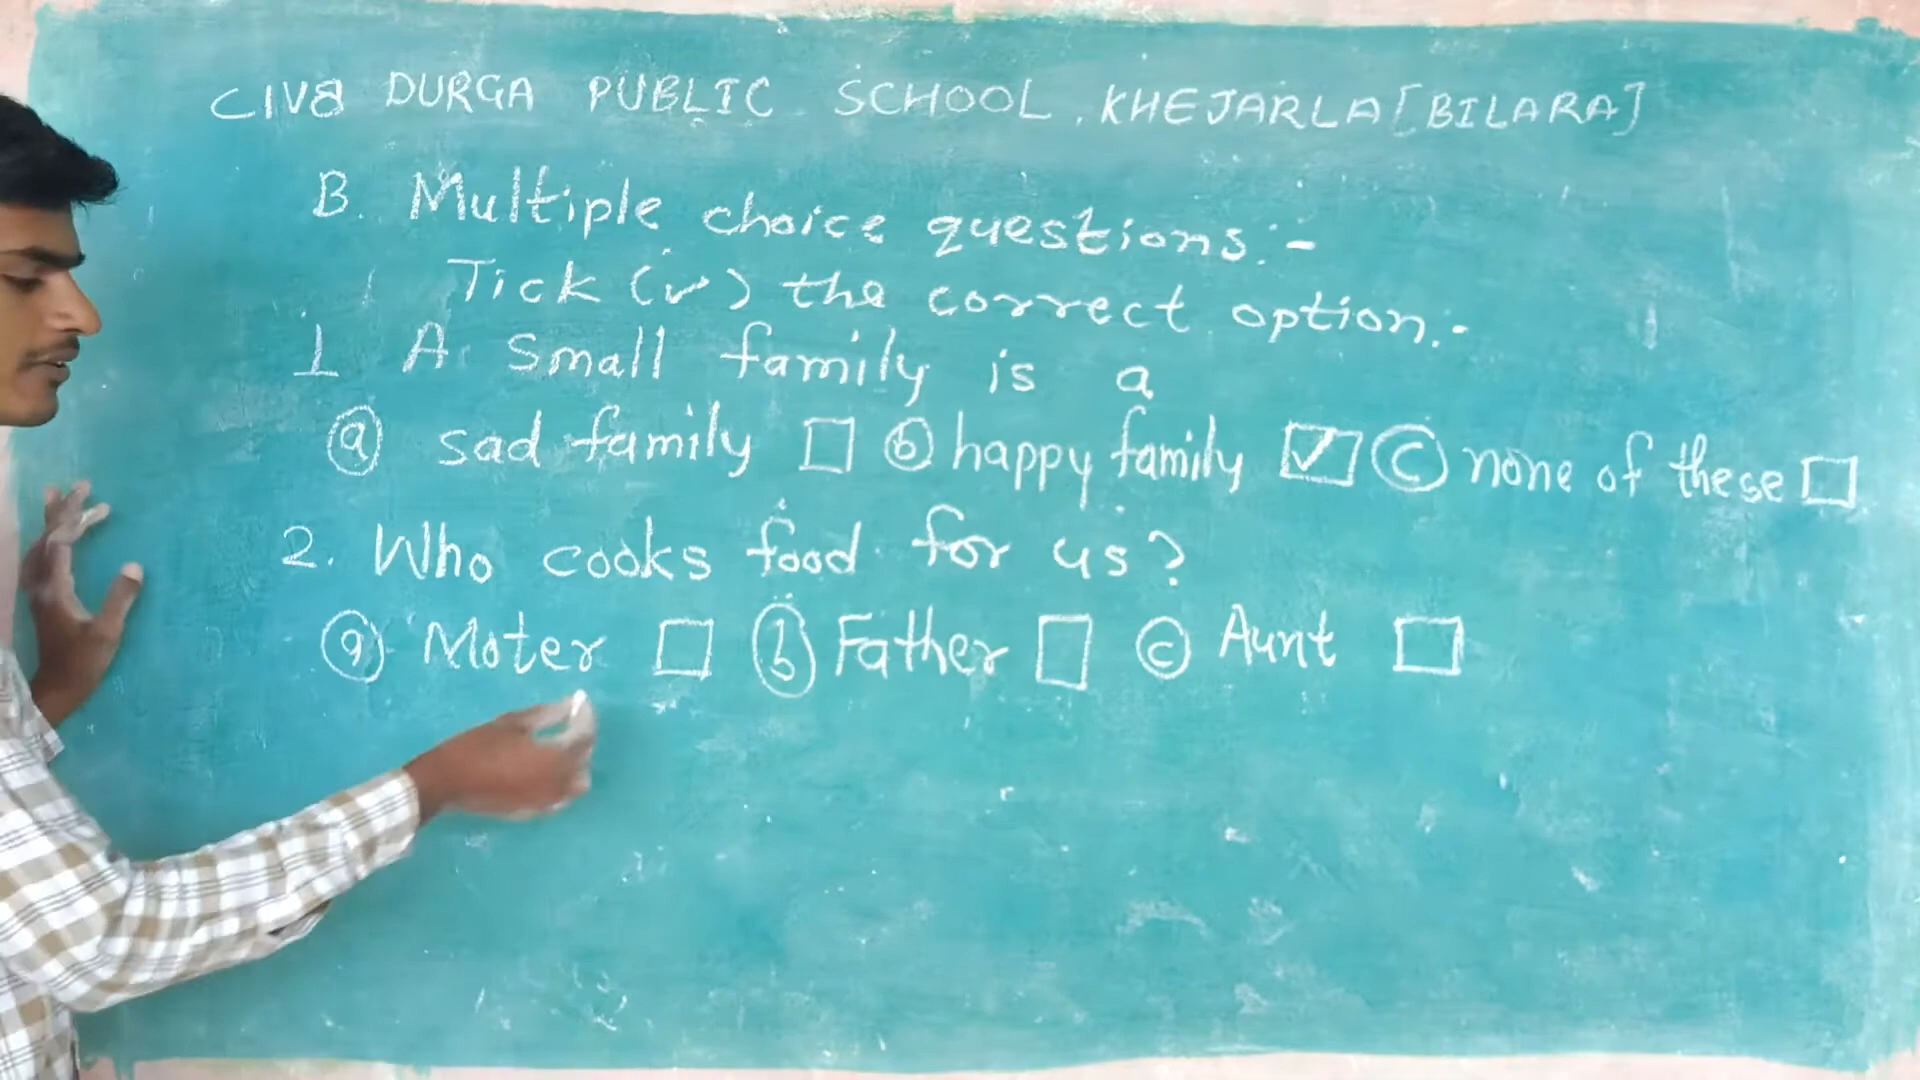 CIVB DURGA PUBLIC SCHOOL, KHEJARLA [BILARA]
B. Multiple choice questions:-
Tick (✓) the correct option:-
1 A Small family is a
(a) sad family ☐ (b) happy family ☑ (c) none of these ☐
2. Who cooks food for us?
(a) Moter ☐ (b) Father ☐ (c) Aunt ☐